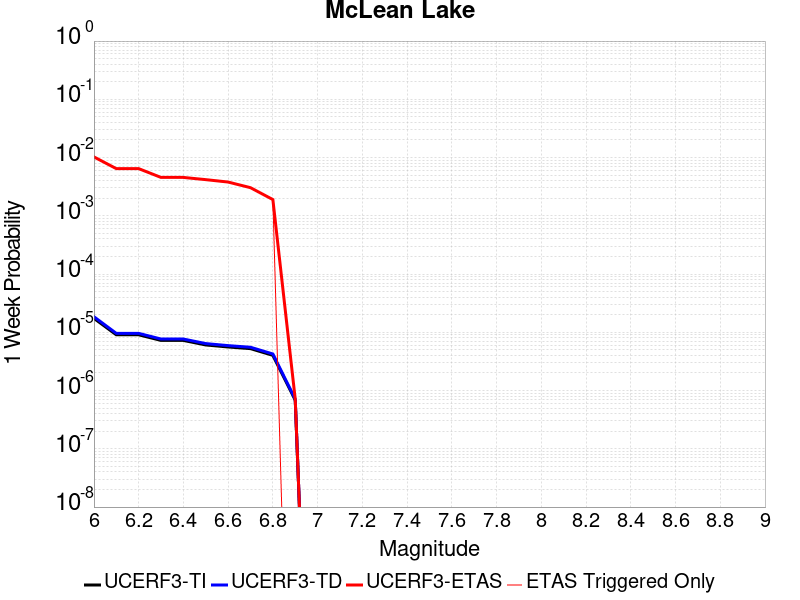 McLean Lake
10^0
10^-1
10^-2
10^-3
10^-4
10^-5
10^-6
10^-7
10^-8
1 Week Probability
6 6.2 6.4 6.6 6.8 7 7.2 7.4 7.6 7.8 8 8.2 8.4 8.6 8.8 9
Magnitude
UCERF3-TI UCERF3-TD UCERF3-ETAS ETAS Triggered Only